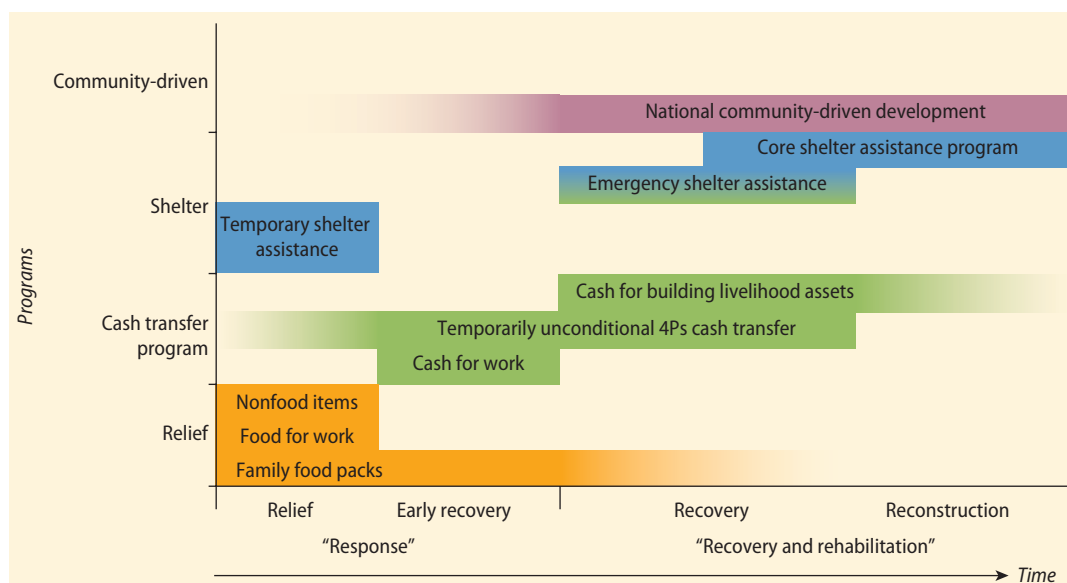 Community-driven
National community-driven development
Core shelter assistance program
Emergency shelter assistance
Shelter
Temporary shelter
assistance
Programs
Cash for building livelihood assets
Cash transfer
program
Temporarily unconditional 4Ps cash transfer
Cash for work
Nonfood items
Relief
Food for work
Family food packs
Relief
Early recovery
Recovery
Reconstruction
“Response”
“Recovery and rehabilitation”
Time